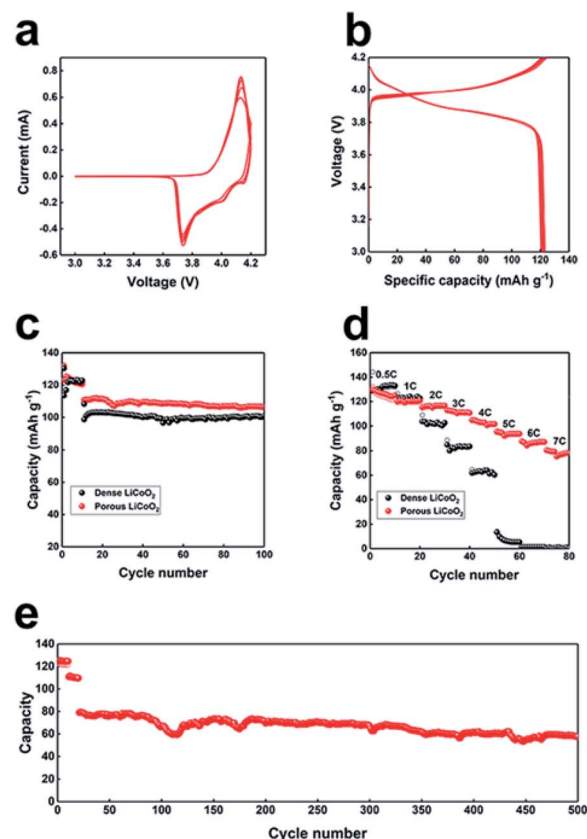 a
Current (mA)
0.8
0.6
0.4
0.2
0.0
-0.2
-0.4
-0.6
3.0 3.2 3.4 3.6 3.8 4.0 4.2
Voltage (V)
b
Voltage (V)
4.2
4.0
3.8
3.6
3.4
3.2
3.0
0 20 40 60 80 100 120 140
Specific capacity (mAh g⁻¹)
c
Capacity (mAh g⁻¹)
140
120
100
80
60
40
20
Dense LiCoO₂
Porous LiCoO₂
0 20 40 60 80 100
Cycle number
d
Capacity (mAh g⁻¹)
160
140
120
100
80
60
40
20
0
0.5C
1C
2C
3C
4C
5C
6C
7C
Dense LiCoO₂
Porous LiCoO₂
0 20 40 60 80
Cycle number
e
Capacity
140
120
100
80
60
40
20
0
0 50 100 150 200 250 300 350 400 450 500
Cycle number